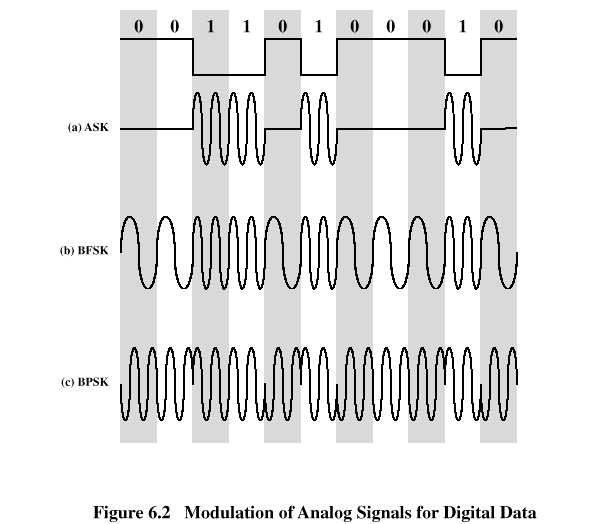 0 0 1 1 0 1 0 0 0 1 0
(a) ASK
(b) BFSK
(c) BPSK
Figure 6.2 Modulation of Analog Signals for Digital Data